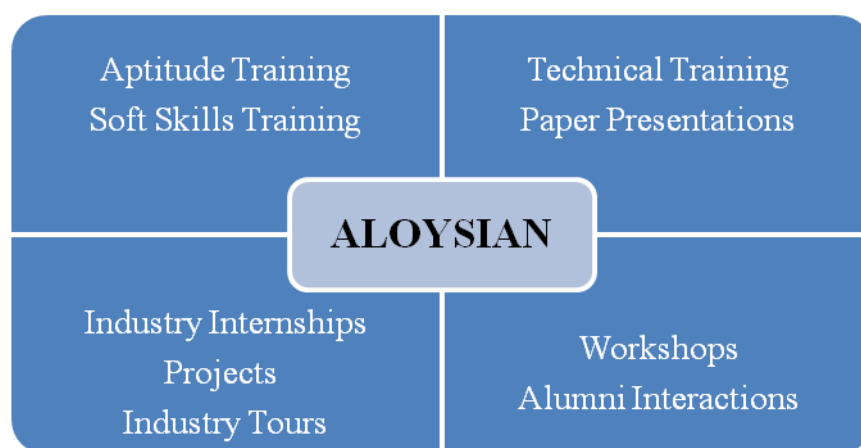 Aptitude Training
Soft Skills Training
Technical Training
Paper Presentations
ALOYSIAN
Industry Internships
Projects
Industry Tours
Workshops
Alumni Interactions